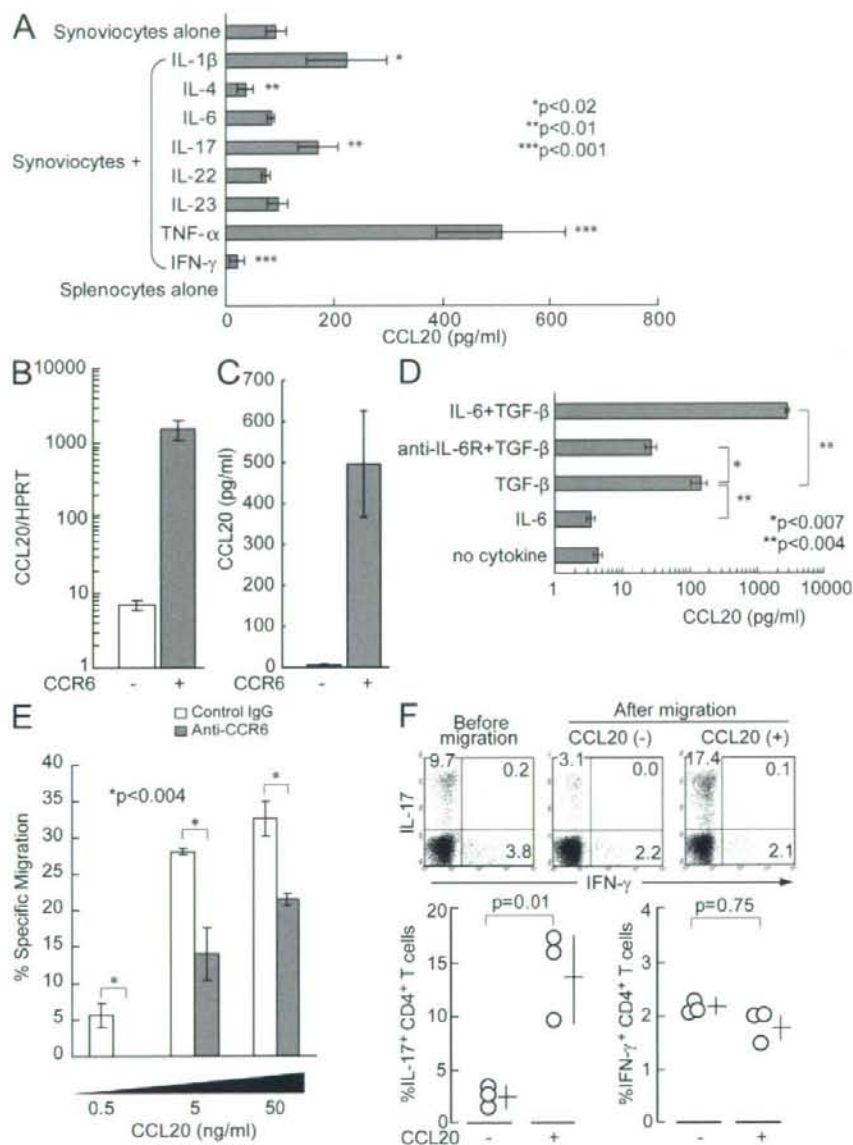 A
Synoviocytes alone
IL-1β
*
IL-4
**
IL-6
IL-17
**
IL-22
IL-23
TNF-α
***
IFN-γ
***
Synoviocytes +
Splenocytes alone
*p<0.02
**p<0.01
***p<0.001
0 200 400 600 800
CCL20 (pg/ml)
B
CCL20/HPRT
10000
1000
100
10
1
CCR6 - +
C
CCL20 (pg/ml)
700
600
500
400
300
200
100
0
CCR6 - +
D
IL-6+TGF-β
anti-IL-6R+TGF-β
TGF-β
IL-6
no cytokine
*
**
**
*p<0.007
**p<0.004
1 10 100 1000 10000
CCL20 (pg/ml)
E
Control IgG
Anti-CCR6
% Specific Migration
40
35
30
25
20
15
10
5
0
*p<0.004
*
*
*
0.5 5 50
CCL20 (ng/ml)
F
Before migration
After migration
CCL20 (-) CCL20 (+)
9.7 0.2 3.1 0.0 17.4 0.1
3.8 2.2 2.1
IL-17
IFN-γ
p=0.01
%IL-17+ CD4+ T cells
20
15
10
5
0
p=0.75
%IFN-γ+ CD4+ T cells
4
3
2
1
0
CCL20 - + - +